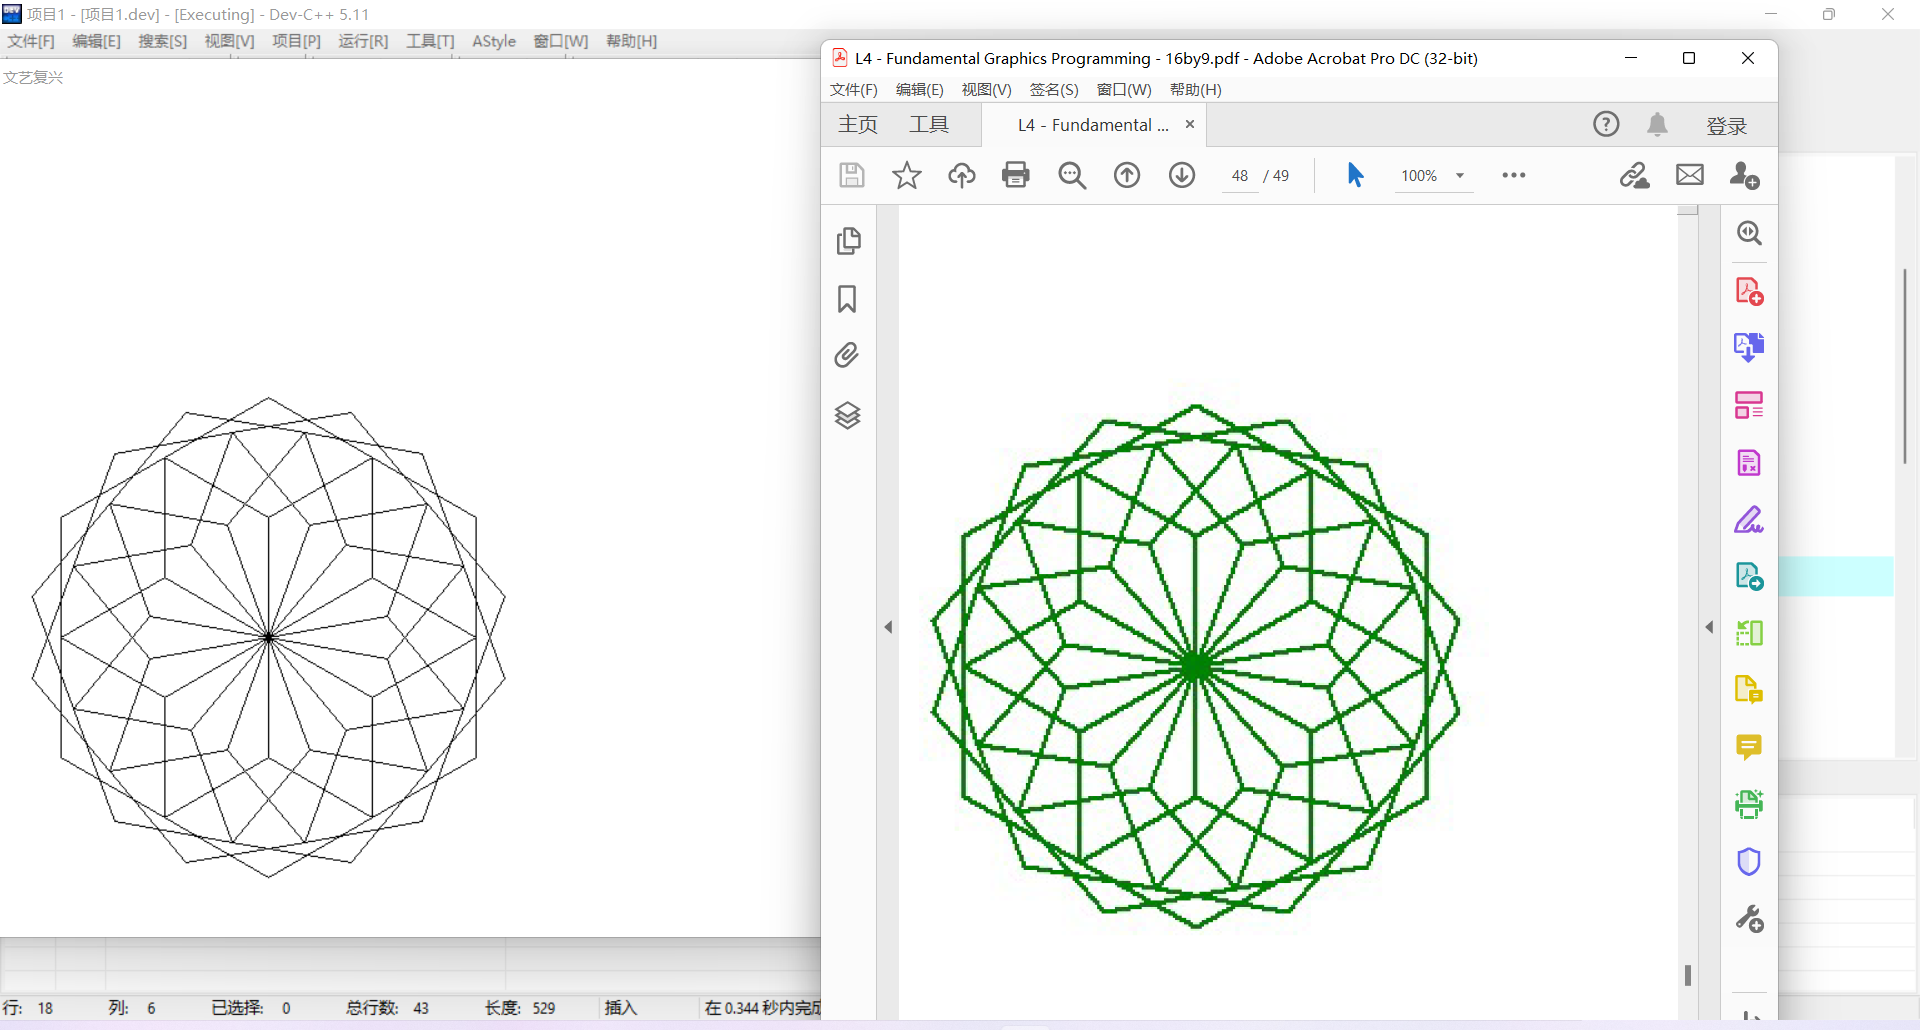 项目1 - [项目1.dev] - [Executing] - Dev-C++ 5.11
文件[F] 编辑[E] 搜索[S] 视图[V] 项目[P] 运行[R] 工具[T] AStyle 窗口[W] 帮助[H]
文艺复兴
L4 - Fundamental Graphics Programming - 16by9.pdf - Adobe Acrobat Pro DC (32-bit)
文件(F) 编辑(E) 视图(V) 签名(S) 窗口(W) 帮助(H)
主页 工具 L4 - Fundamental ... × 登录
48 / 49 100%
行: 18 列: 6 已选择: 0 总行数: 43 长度: 529 插入 在 0.344 秒内完成